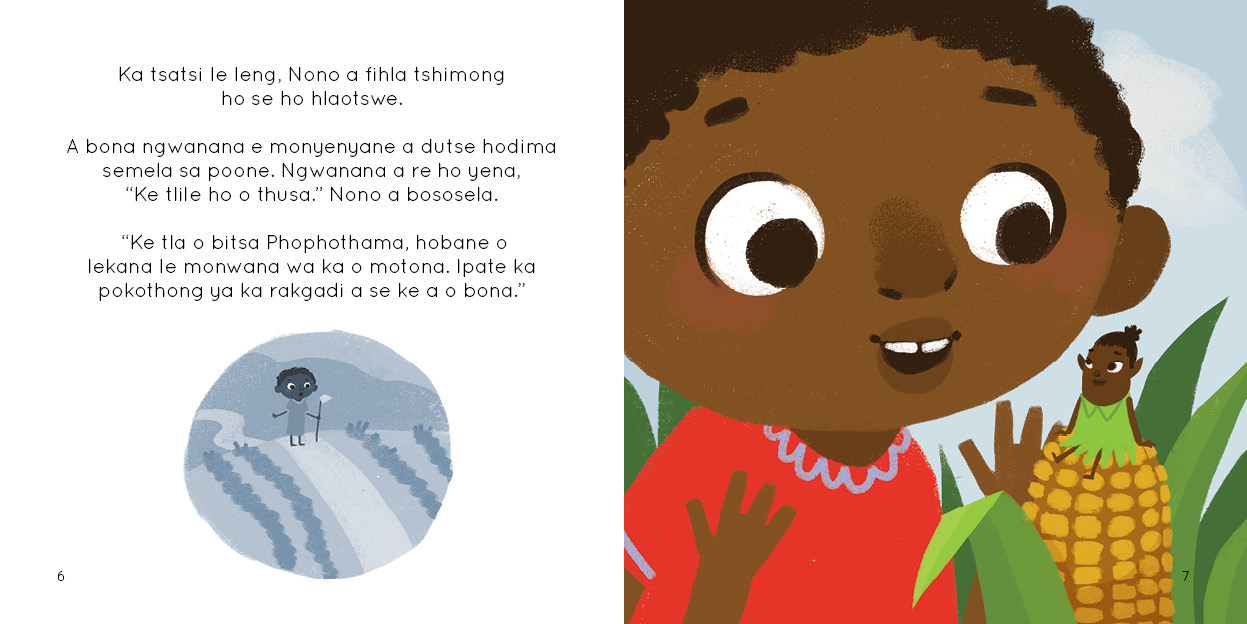 Ka tsatsi le leng, Nono a fihla tshimong
ho se ho hlaotswe.
A bona ngwanana e monyenyane a dutse hodima
semela sa poone. Ngwanana a re ho yena,
“Ke tlile ho o thusa.” Nono a bososela.
“Ke tla o bitsa Phophothama, hobane o
lekana le monwana wa ka o motona. Ipate ka
pokothong ya ka rakgadi a se ke a o bona.”
6
7